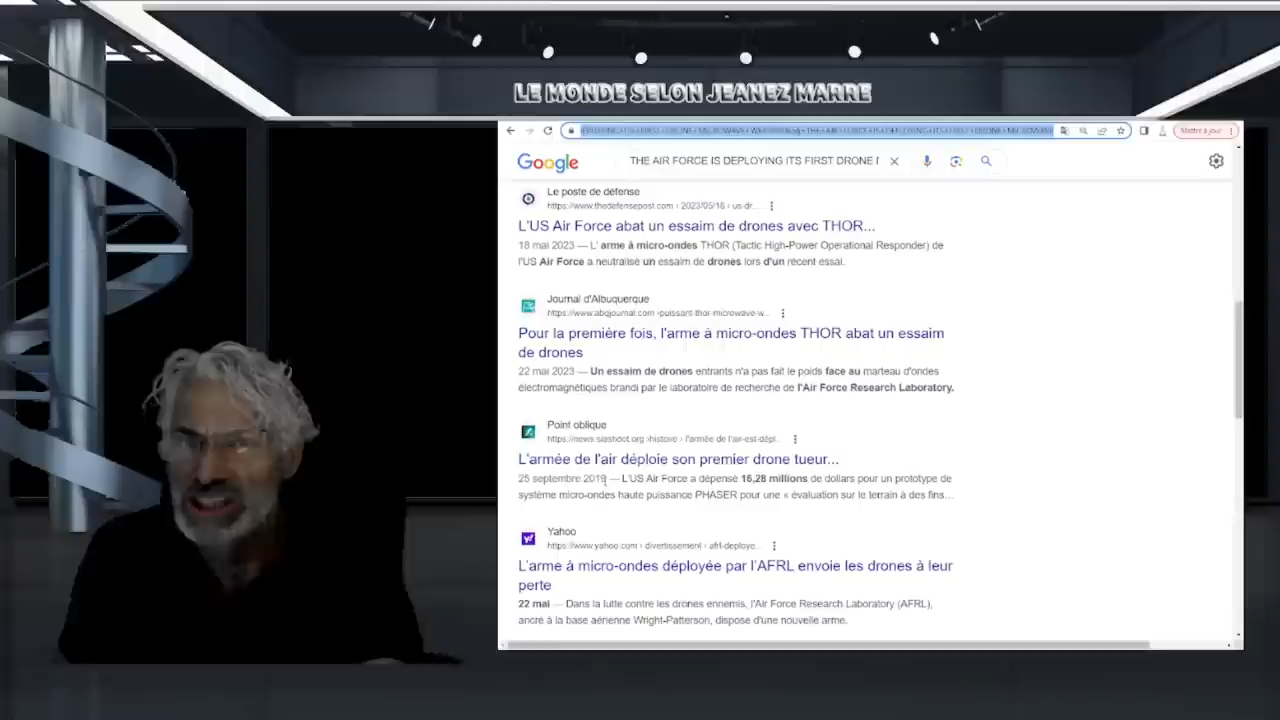 LE MONDE SELON JEANEZ MARRE
Mettre à jour
Google
THE AIR FORCE IS DEPLOYING ITS FIRST DRONE
Le poste de défense
https://www.thedefensepost.com › 2023/05/18 › us-dr...
L'US Air Force abat un essaim de drones avec THOR...
18 mai 2023 — L' arme à micro-ondes THOR (Tactic High-Power Operational Responder) de
l'US Air Force a neutralisé un essaim de drones lors d'un récent essai.
Journal d'Albuquerque
https://www.abqjournal.com ›puissant-thor-microwave-w...
Pour la première fois, l'arme à micro-ondes THOR abat un essaim
de drones
22 mai 2023 — Un essaim de drones entrants n'a pas fait le poids face au marteau d'ondes
électromagnétiques brandi par le laboratoire de recherche de l'Air Force Research Laboratory.
Point oblique
https://news.slashdot.org ›histoire › l'armée de l'air-est-dépl...
L'armée de l'air déploie son premier drone tueur...
25 septembre 2019 — L'US Air Force a dépensé 16,28 millions de dollars pour un prototype de
système micro-ondes haute puissance PHASER pour une « évaluation sur le terrain à des fins...
Yahoo
https://www.yahoo.com › divertissement › afrl-deploye...
L'arme à micro-ondes déployée par l'AFRL envoie les drones à leur
perte
22 mai — Dans la lutte contre les drones ennemis, l'Air Force Research Laboratory (AFRL),
ancré à la base aérienne Wright-Patterson, dispose d'une nouvelle arme.